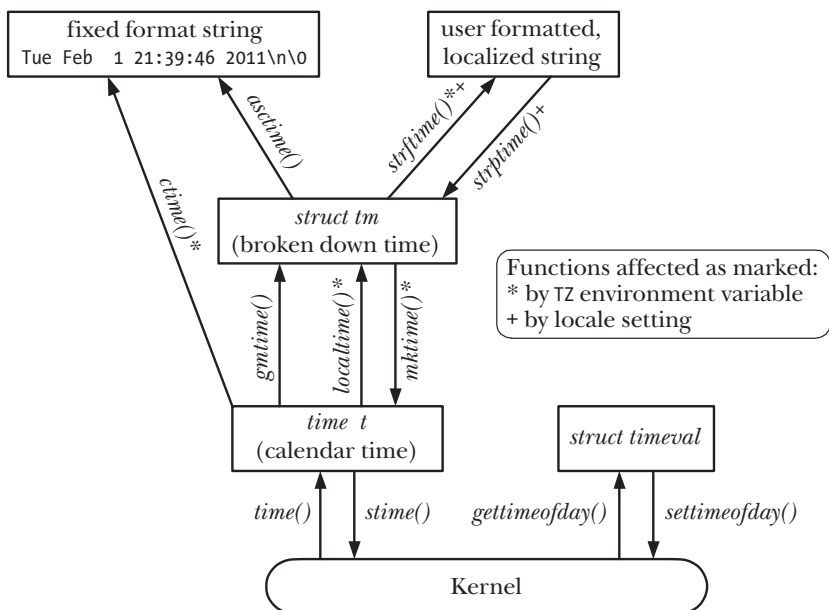 fixed format string
Tue Feb  1 21:39:46 2011\n\0
user formatted,
localized string
asctime()
strftime()*+
strptime()+
ctime()*
struct tm
(broken down time)
Functions affected as marked:
* by TZ environment variable
+ by locale setting
gmtime()
localtime()*
mktime()*
time t
(calendar time)
struct timeval
time()
stime()
gettimeofday()
settimeofday()
Kernel